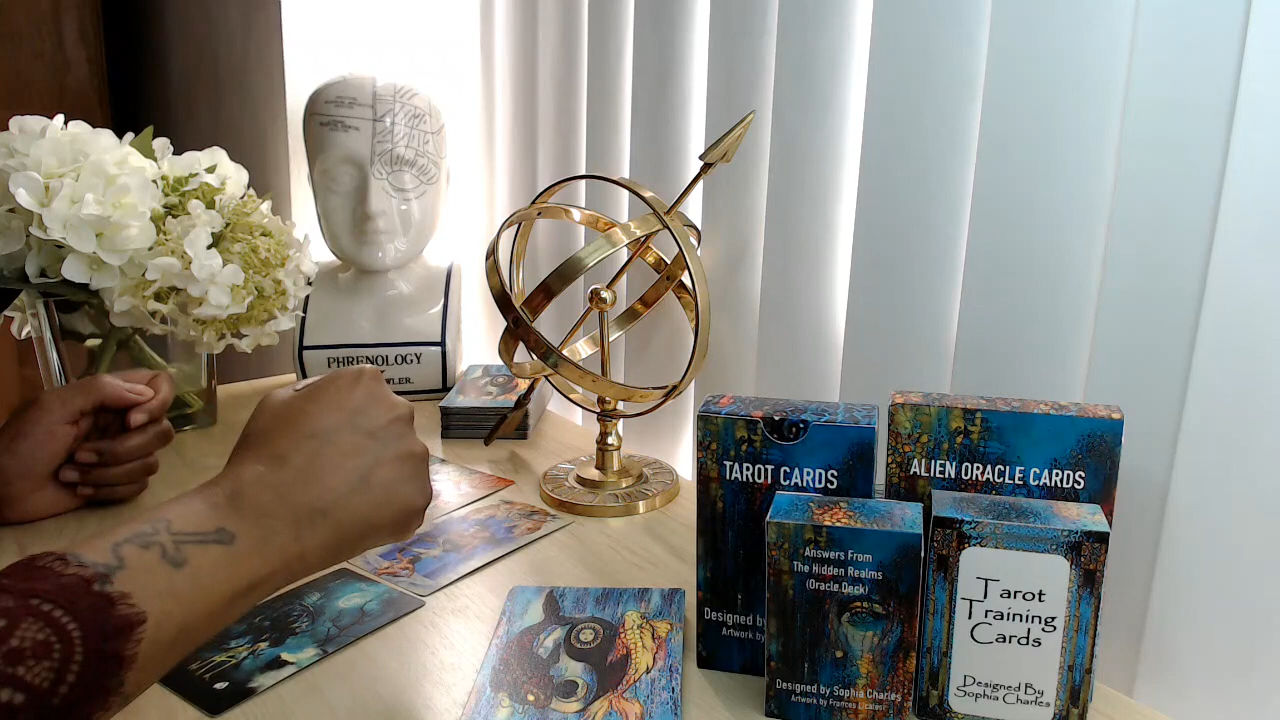 PHRENOLOGY
WLER.
TAROT CARDS
Designed by
Artwork by
ALIEN ORACLE CARDS
Answers From
The Hidden Realms
(Oracle Deck)
Designed by Sophia Charles
Artwork by Frances Licatesi
Tarot
Training
Cards
Designed By
Sophia Charles